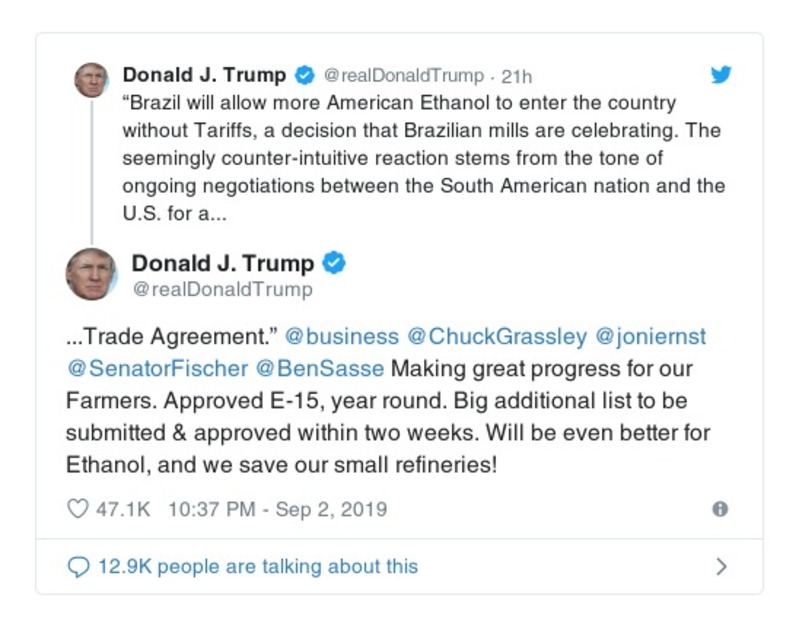 Donald J. Trump @realDonaldTrump · 21h
“Brazil will allow more American Ethanol to enter the country
without Tariffs, a decision that Brazilian mills are celebrating. The
seemingly counter-intuitive reaction stems from the tone of
ongoing negotiations between the South American nation and the
U.S. for a...
Donald J. Trump
@realDonaldTrump
...Trade Agreement.” @business @ChuckGrassley @joniernst
@SenatorFischer @BenSasse Making great progress for our
Farmers. Approved E-15, year round. Big additional list to be
submitted & approved within two weeks. Will be even better for
Ethanol, and we save our small refineries!
47.1K 10:37 PM - Sep 2, 2019
12.9K people are talking about this